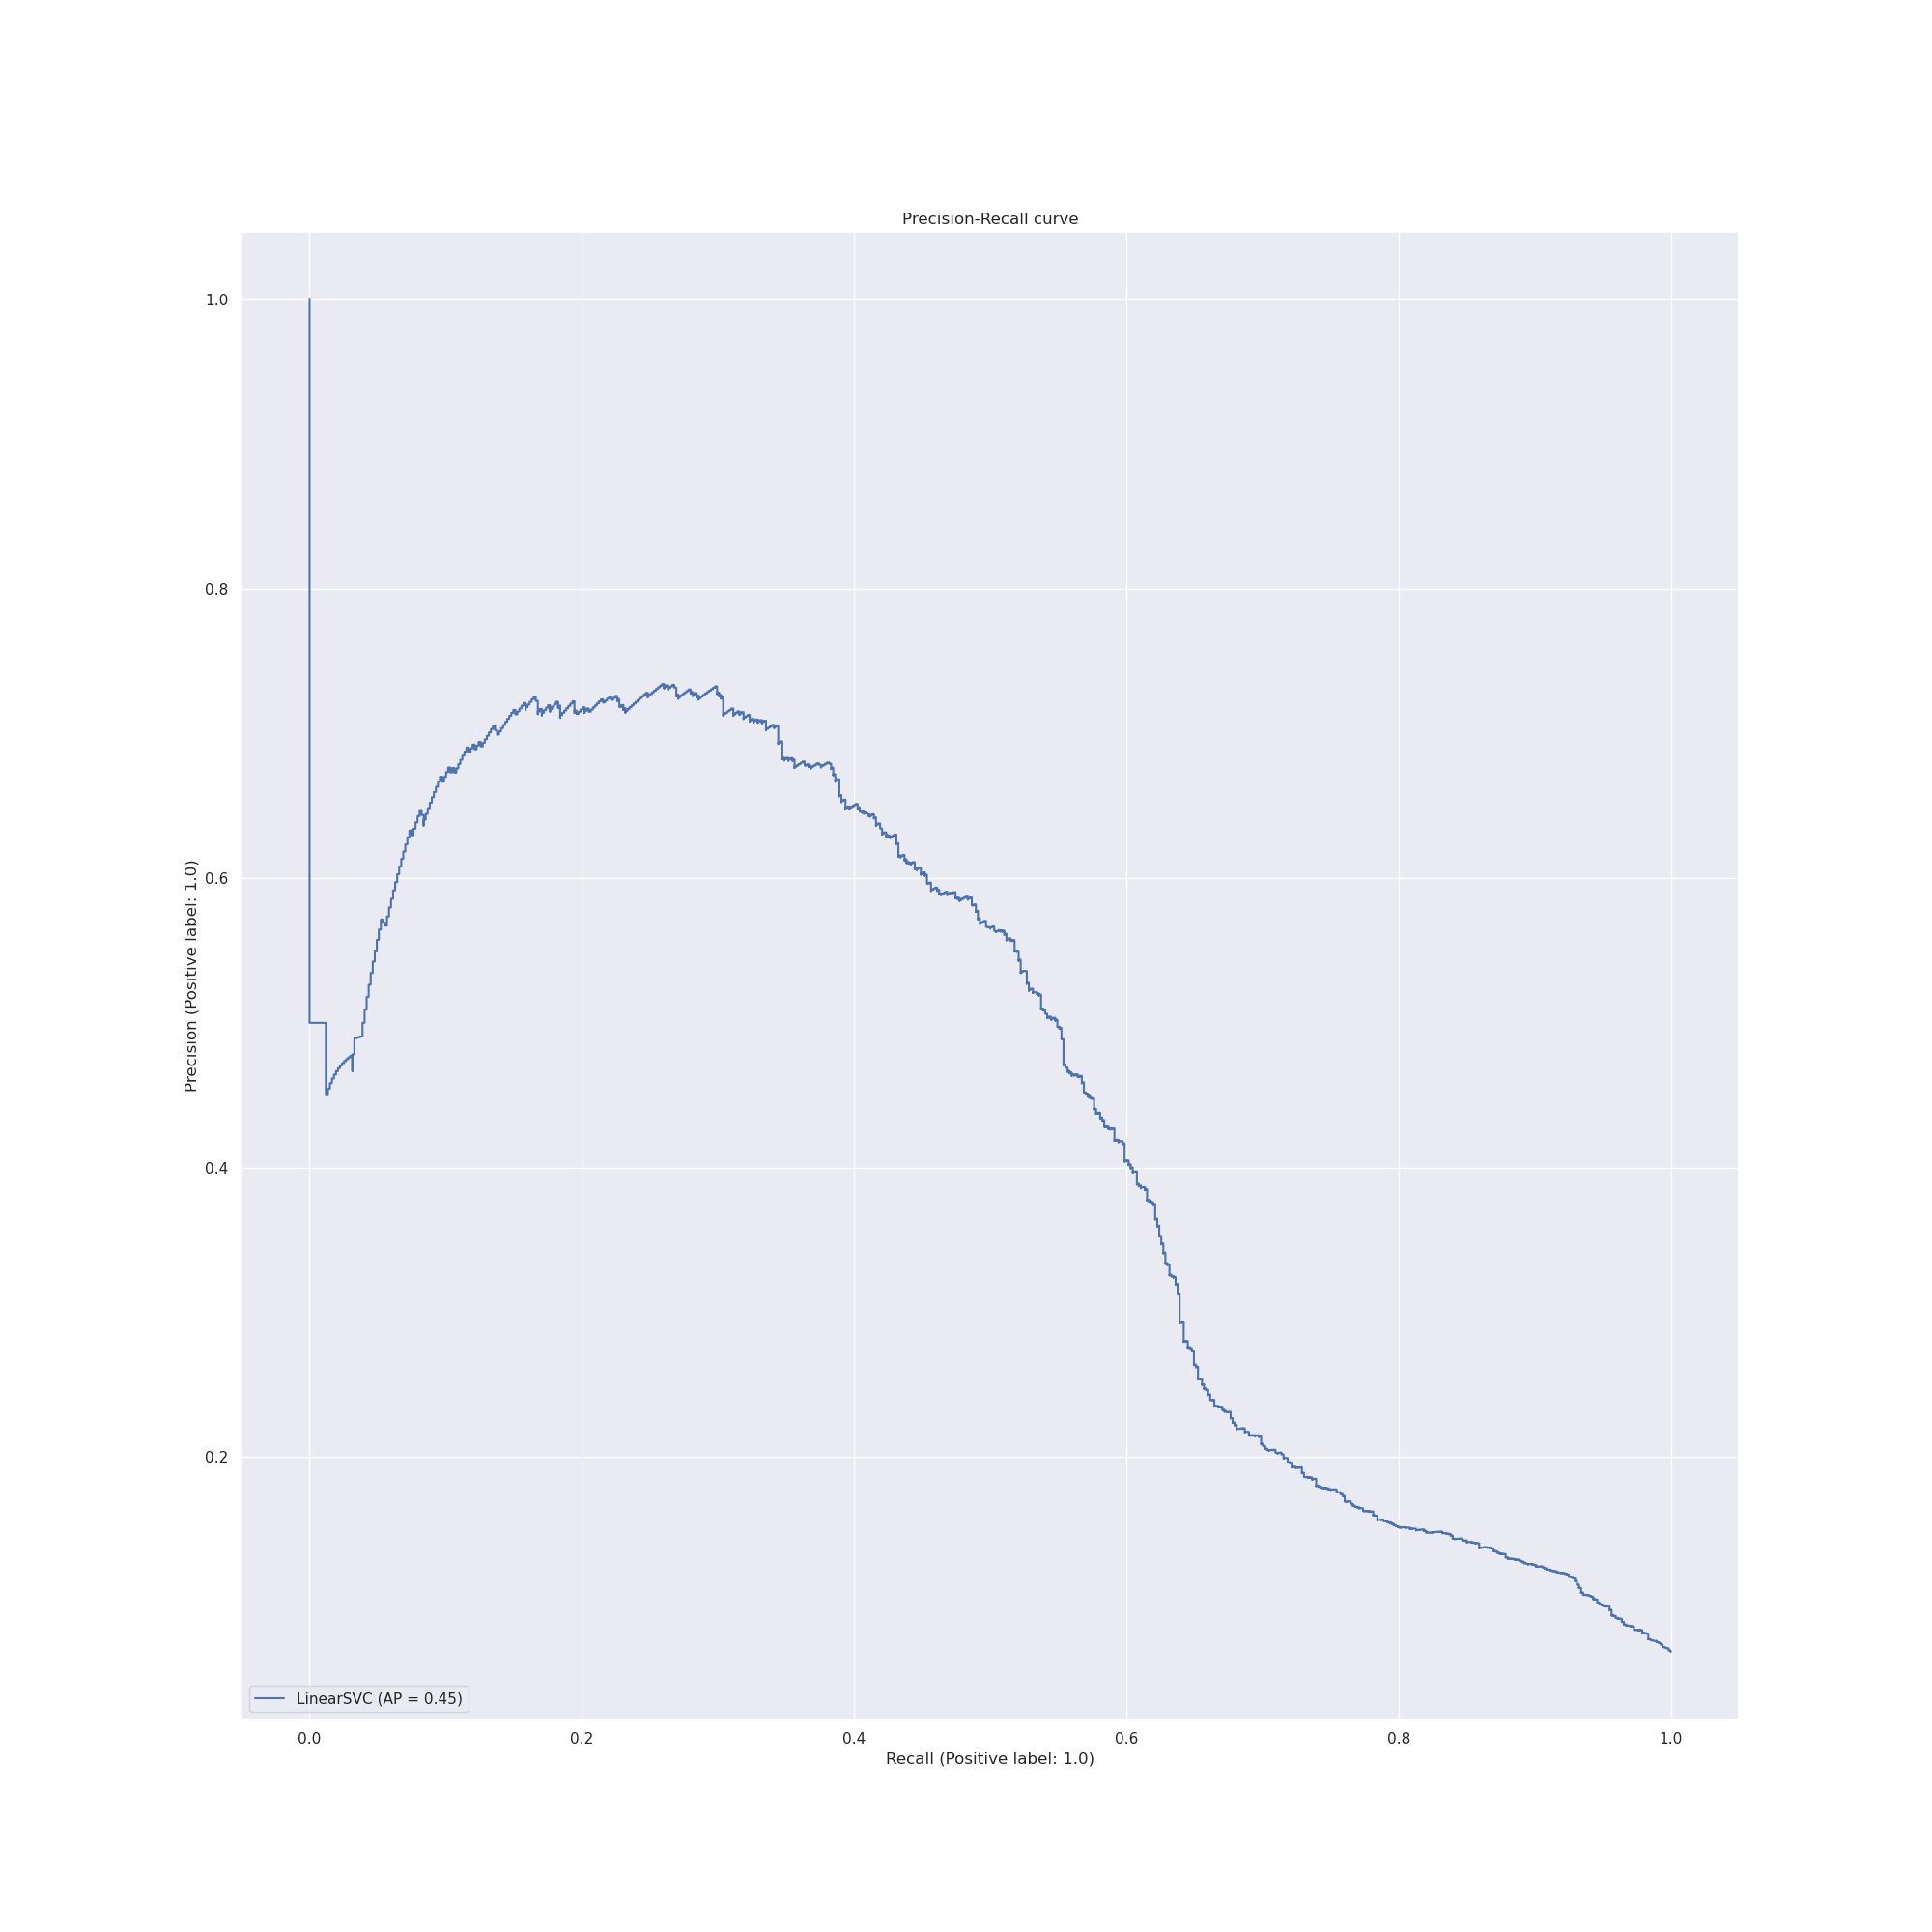 Precision-Recall curve
1.0
0.8
0.6
0.4
0.2
Precision (Positive label: 1.0)
LinearSVC (AP = 0.45)
0.0 0.2 0.4 0.6 0.8 1.0
Recall (Positive label: 1.0)